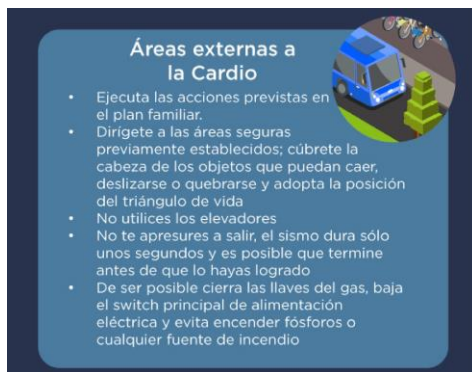 Áreas externas a
la Cardio
• Ejecuta las acciones previstas en
el plan familiar.
• Dirígete a las áreas seguras
previamente establecidos; cúbrete la
cabeza de los objetos que puedan caer,
deslizarse o quebrarse y adopta la posición
del triángulo de vida
• No utilices los elevadores
• No te apresures a salir, el sismo dura sólo
unos segundos y es posible que termine
antes de que lo hayas logrado
• De ser posible cierra las llaves del gas, baja
el switch principal de alimentación
eléctrica y evita encender fósforos o
cualquier fuente de incendio